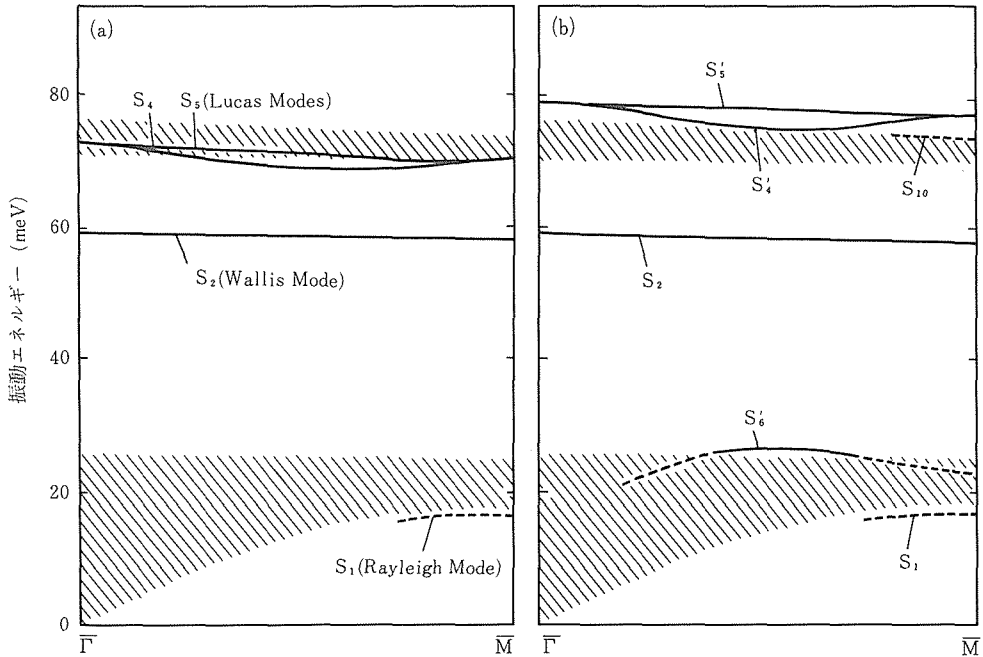 (a)
(b)
80
60
40
20
0
振動エネルギー (meV)
S₄
S₅(Lucas Modes)
S₂(Wallis Mode)
S₁(Rayleigh Mode)
Γ̅
M̅
S′₅
S′₄
S₁₀
S₂
S′₆
S₁
Γ̅
M̅